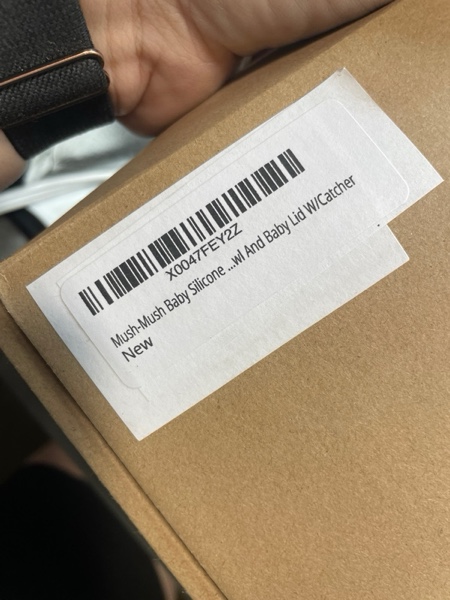 X0047FEY2Z
Mush-Mush Baby Silicone ...wl And Baby Lid W/Catcher
New